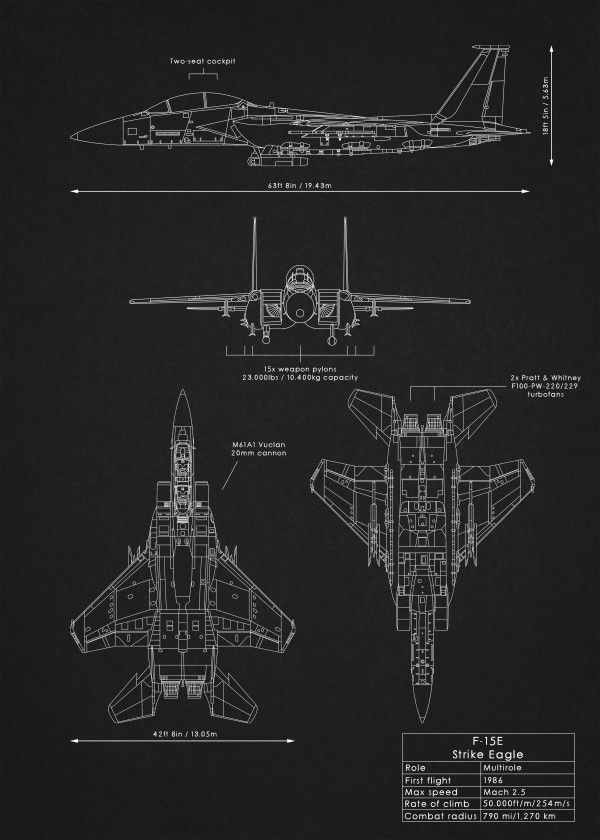 Two-seat cockpit
18ft 5in / 5.63m
63ft 8in / 19.43m
15x weapon pylons
23.000lbs / 10.400kg capacity
2x Pratt & Whitney
F100-PW-220/229
turbofans
M61A1 Vuclan
20mm cannon
42ft 8in / 13.05m
F-15E
Strike Eagle
Role Multirole
First flight 1986
Max speed Mach 2.5
Rate of climb 50.000ft/m/254m/s
Combat radius 790 mi/1,270 km